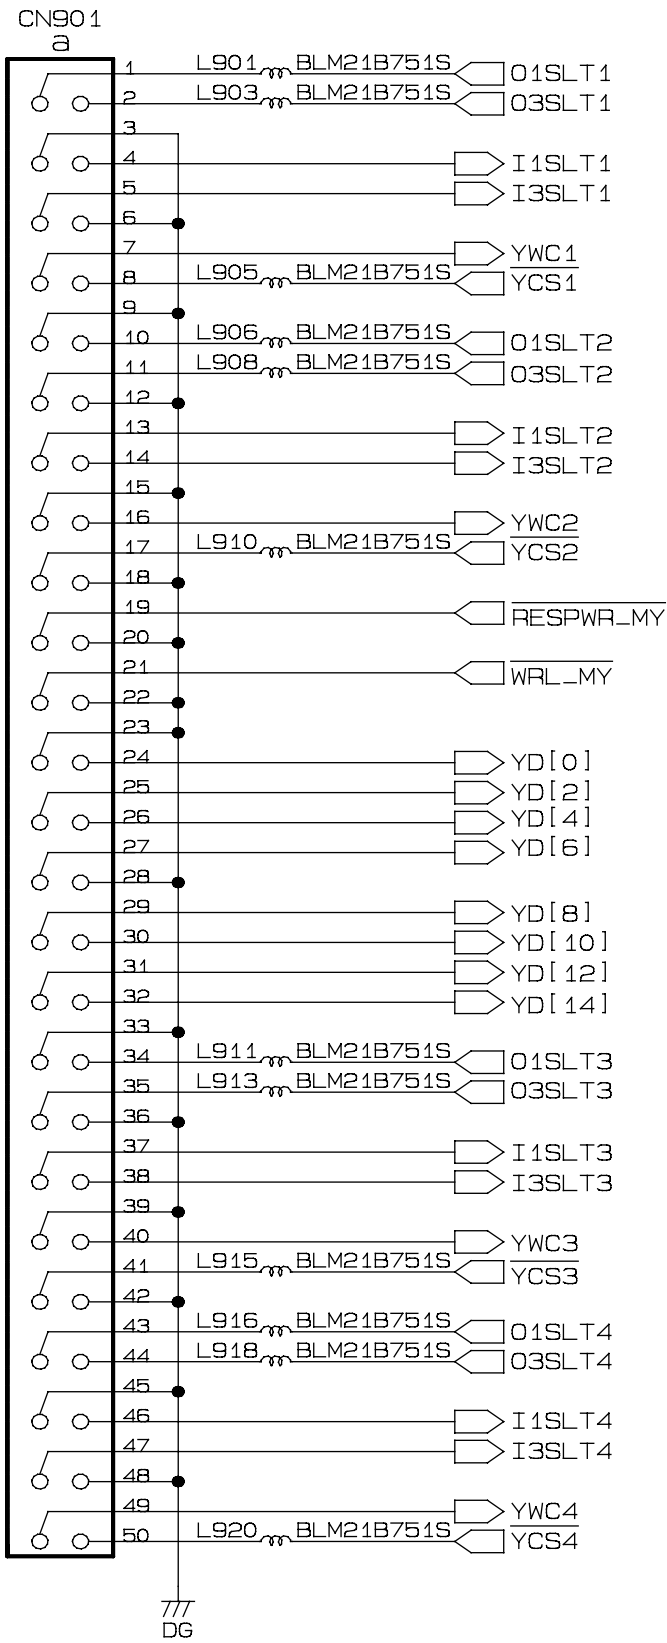 CN901
a
1 L901 BLM21B751S O1SLT1
2 L903 BLM21B751S O3SLT1
3
4 I1SLT1
5 I3SLT1
6
7 YWC1
8 L905 BLM21B751S YCS1
9
10 L906 BLM21B751S O1SLT2
11 L908 BLM21B751S O3SLT2
12
13 I1SLT2
14 I3SLT2
15
16 YWC2
17 L910 BLM21B751S YCS2
18
19 RESPWR_MY
20
21 WRL_MY
22
23
24 YD[0]
25 YD[2]
26 YD[4]
27 YD[6]
28
29 YD[8]
30 YD[10]
31 YD[12]
32 YD[14]
33
34 L911 BLM21B751S O1SLT3
35 L913 BLM21B751S O3SLT3
36
37 I1SLT3
38 I3SLT3
39
40 YWC3
41 L915 BLM21B751S YCS3
42
43 L916 BLM21B751S O1SLT4
44 L918 BLM21B751S O3SLT4
45
46 I1SLT4
47 I3SLT4
48
49 YWC4
50 L920 BLM21B751S YCS4
DG